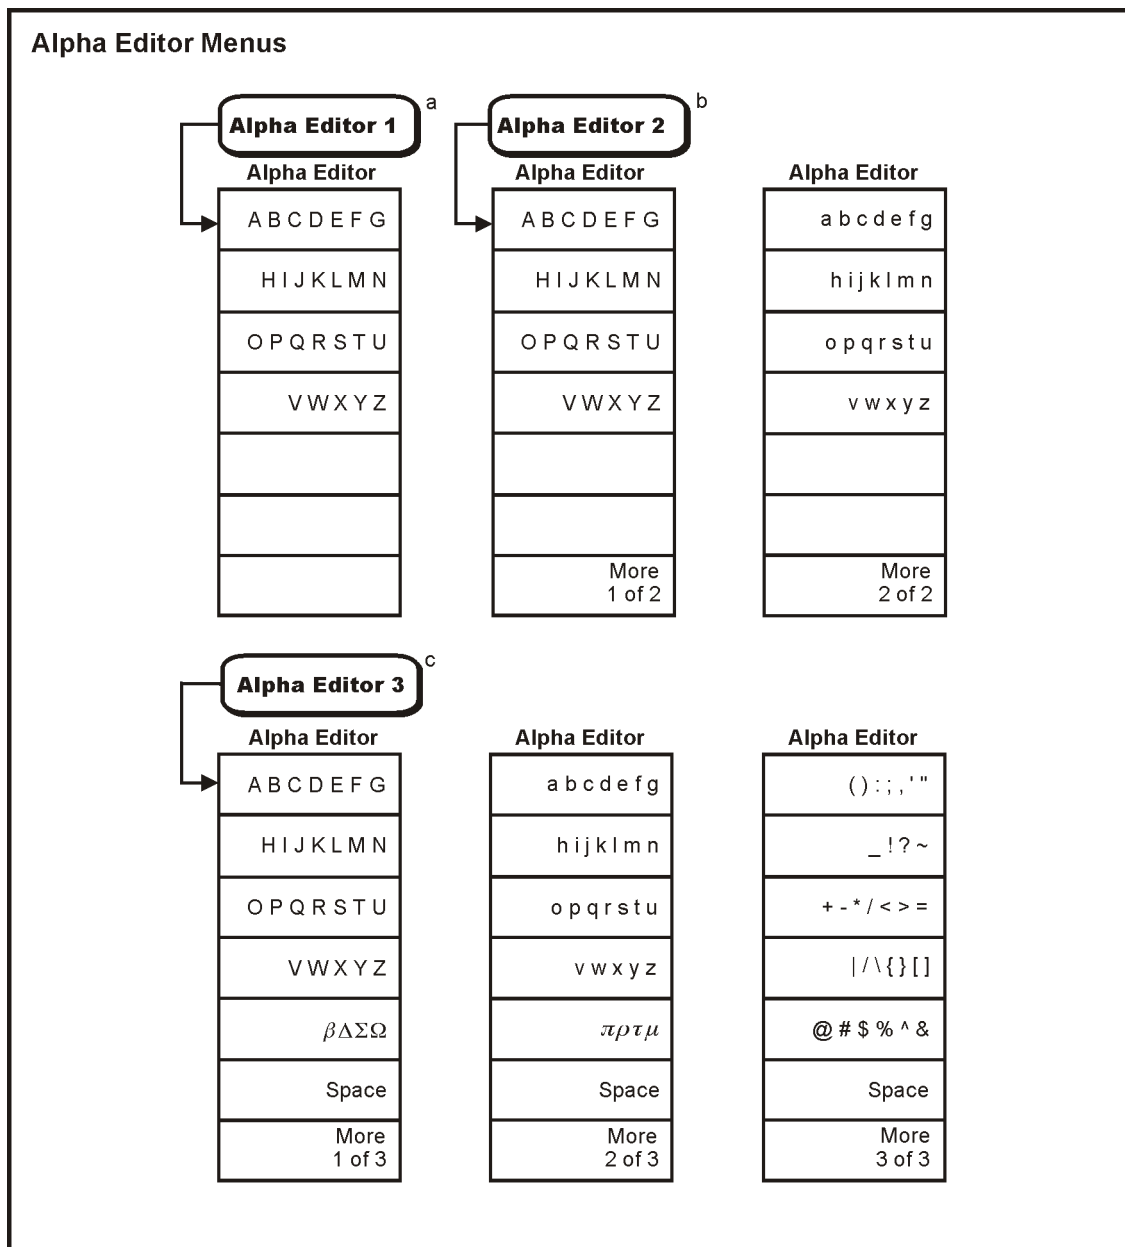 Alpha Editor Menus
Alpha Editor 1 a
Alpha Editor
A B C D E F G
H I J K L M N
O P Q R S T U
V W X Y Z
Alpha Editor 2 b
Alpha Editor
A B C D E F G
H I J K L M N
O P Q R S T U
V W X Y Z
More
1 of 2
Alpha Editor
a b c d e f g
h i j k l m n
o p q r s t u
v w x y z
More
2 of 2
Alpha Editor 3 c
Alpha Editor
A B C D E F G
H I J K L M N
O P Q R S T U
V W X Y Z
βΔΣΩ
Space
More
1 of 3
Alpha Editor
a b c d e f g
h i j k l m n
o p q r s t u
v w x y z
πρτμ
Space
More
2 of 3
Alpha Editor
( ) : ; , ' "
_ ! ? ~
+ - * / < > =
| / \ { } [ ]
@ # $ % ^ &
Space
More
3 of 3